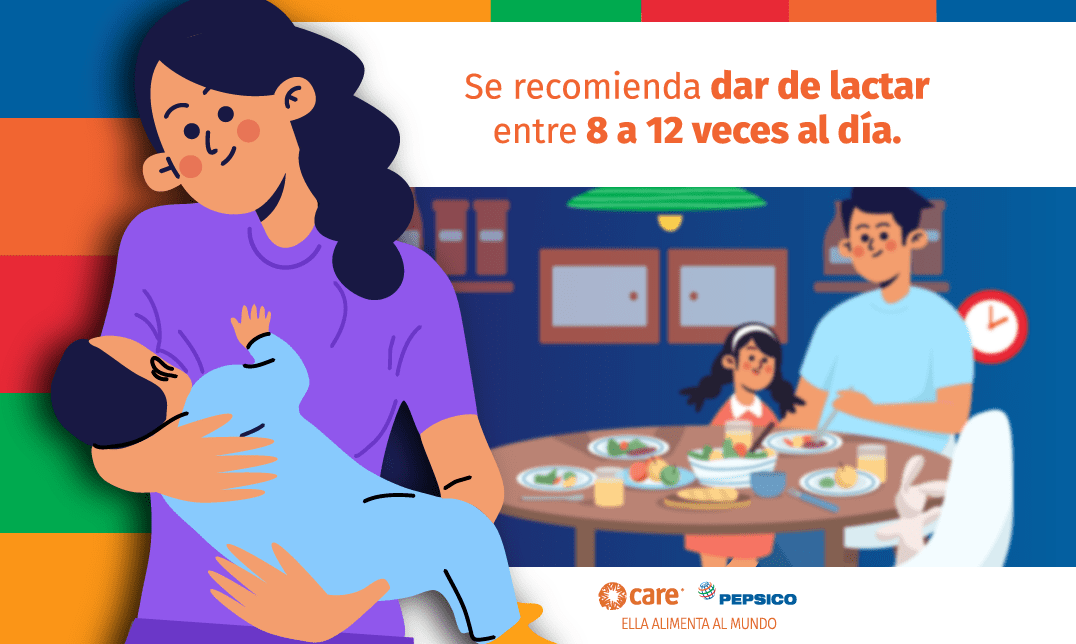 Se recomienda dar de lactar
entre 8 a 12 veces al día.
care®
PEPSICO
ELLA ALIMENTA AL MUNDO